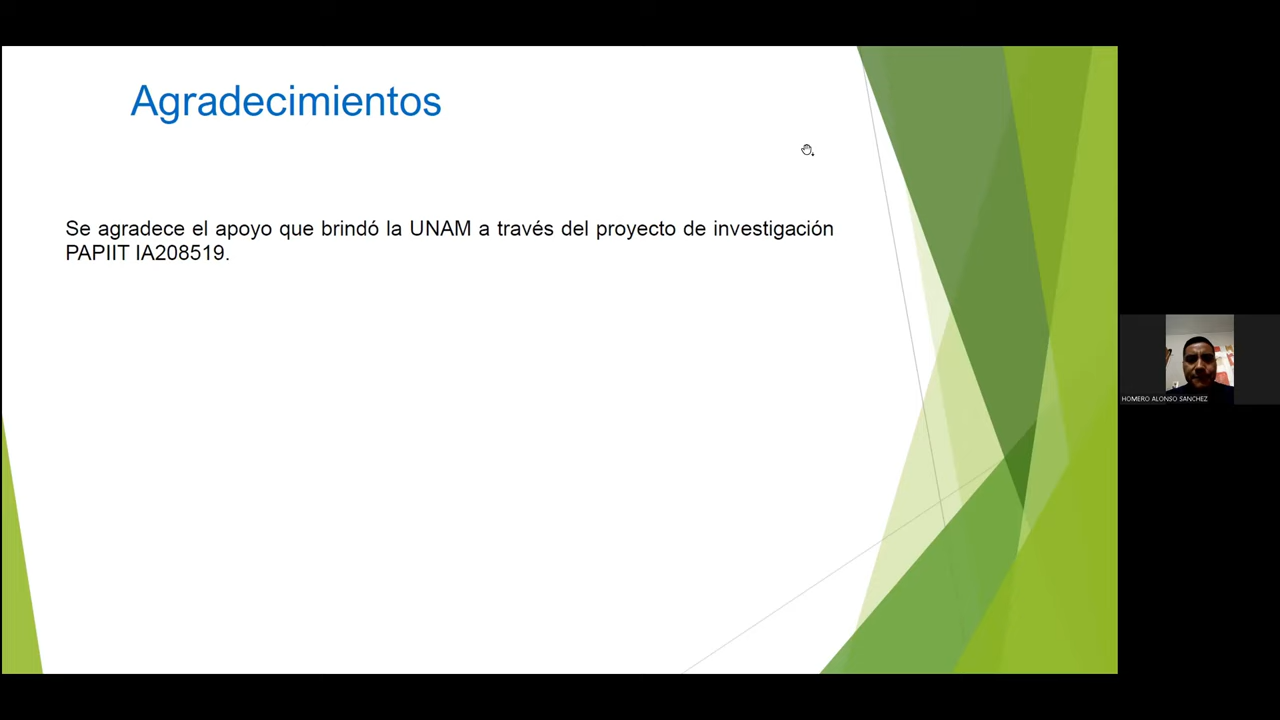 Agradecimientos
Se agradece el apoyo que brindó la UNAM a través del proyecto de investigación
PAPIIT IA208519.
HOMERO ALONSO SANCHEZ